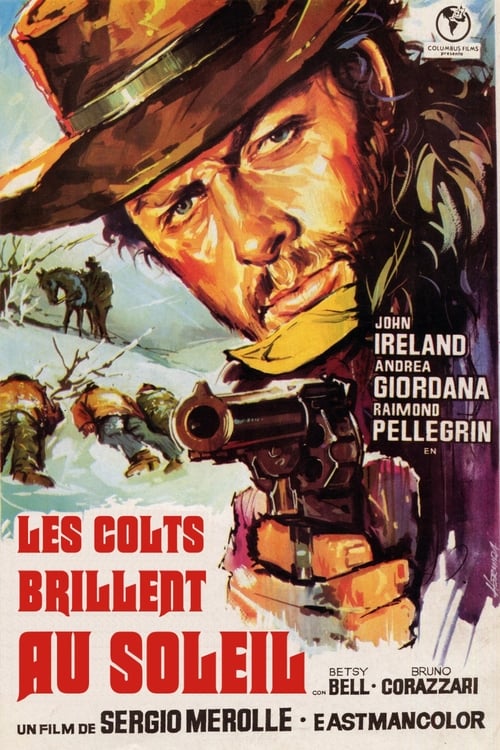 COLUMBUS FILMS
presenta
JOHN
IRELAND
ANDREA
GIORDANA
RAIMOND
PELLEGRIN
EN
LES COLTS
BRILLENT
AU SOLEIL
CON BETSY BELL · BRUNO CORAZZARI
UN FILM DE SERGIO MEROLLE · EASTMANCOLOR